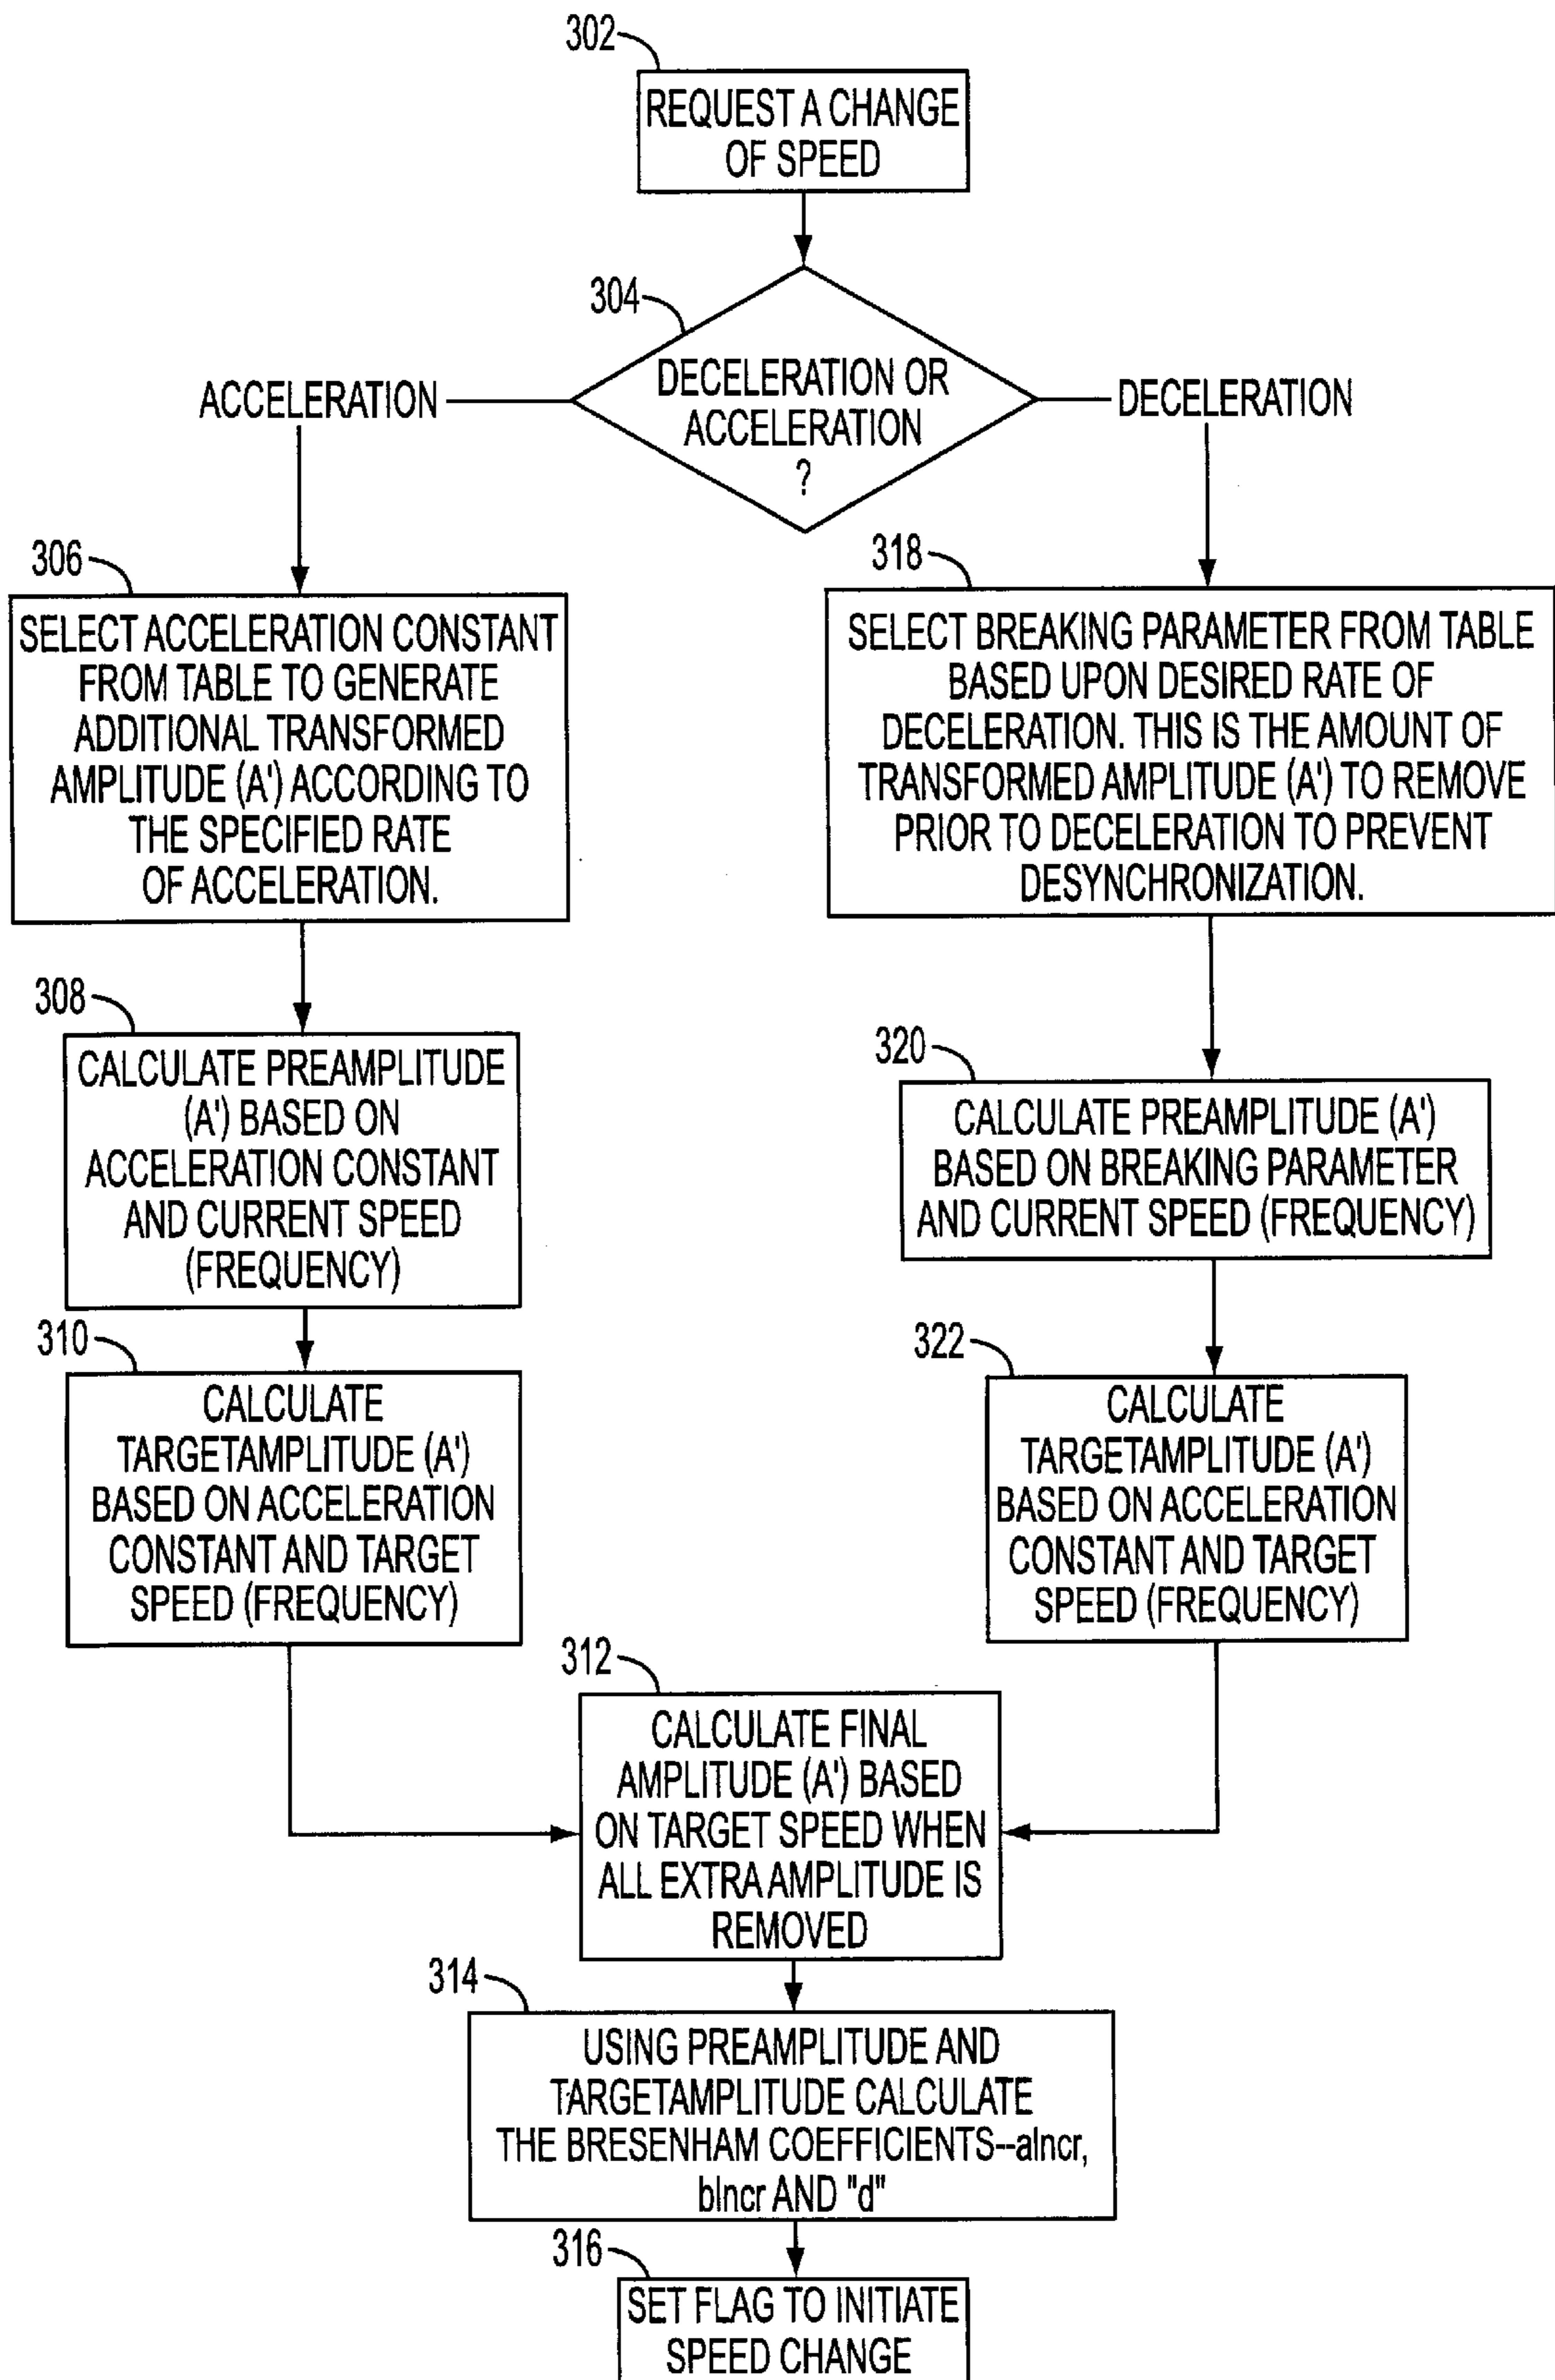 302
REQUEST A CHANGE
OF SPEED
304
DECELERATION OR
ACCELERATION
?
ACCELERATION
DECELERATION
306
SELECT ACCELERATION CONSTANT
FROM TABLE TO GENERATE
ADDITIONAL TRANSFORMED
AMPLITUDE (A') ACCORDING TO
THE SPECIFIED RATE
OF ACCELERATION.
318
SELECT BREAKING PARAMETER FROM TABLE
BASED UPON DESIRED RATE OF
DECELERATION. THIS IS THE AMOUNT OF
TRANSFORMED AMPLITUDE (A') TO REMOVE
PRIOR TO DECELERATION TO PREVENT
DESYNCHRONIZATION.
308
CALCULATE PREAMPLITUDE
(A') BASED ON
ACCELERATION CONSTANT
AND CURRENT SPEED
(FREQUENCY)
320
CALCULATE PREAMPLITUDE (A')
BASED ON BREAKING PARAMETER
AND CURRENT SPEED (FREQUENCY)
310
CALCULATE
TARGETAMPLITUDE (A')
BASED ON ACCELERATION
CONSTANT AND TARGET
SPEED (FREQUENCY)
322
CALCULATE
TARGETAMPLITUDE (A')
BASED ON ACCELERATION
CONSTANT AND TARGET
SPEED (FREQUENCY)
312
CALCULATE FINAL
AMPLITUDE (A') BASED
ON TARGET SPEED WHEN
ALL EXTRA AMPLITUDE IS
REMOVED
314
USING PREAMPLITUDE AND
TARGETAMPLITUDE CALCULATE
THE BRESENHAM COEFFICIENTS--aIncr,
bIncr AND "d"
316
SET FLAG TO INITIATE
SPEED CHANGE